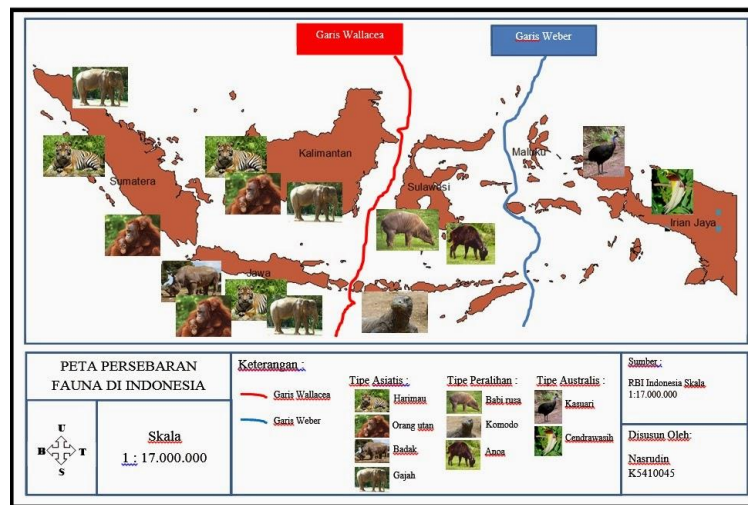 Garis Wallacea
Garis Weber
Kalimantan
Sumatera
Sulawesi
Maluku
Irian Jaya
Jawa
PETA PERSEBARAN
FAUNA DI INDONESIA
U
B
T
S
Skala
1 : 17.000.000
Keterangan :
Garis Wallacea
Garis Weber
Tipe Asiatis :
Harimau
Orang utan
Badak
Gajah
Tipe Peralihan :
Babi rusa
Komodo
Anoa
Tipe Australis :
Kasuari
Cendrawasih
Sumber :
RBI Indonesia Skala
1:17.000.000
Disusun Oleh:
Nasrudin
K5410045